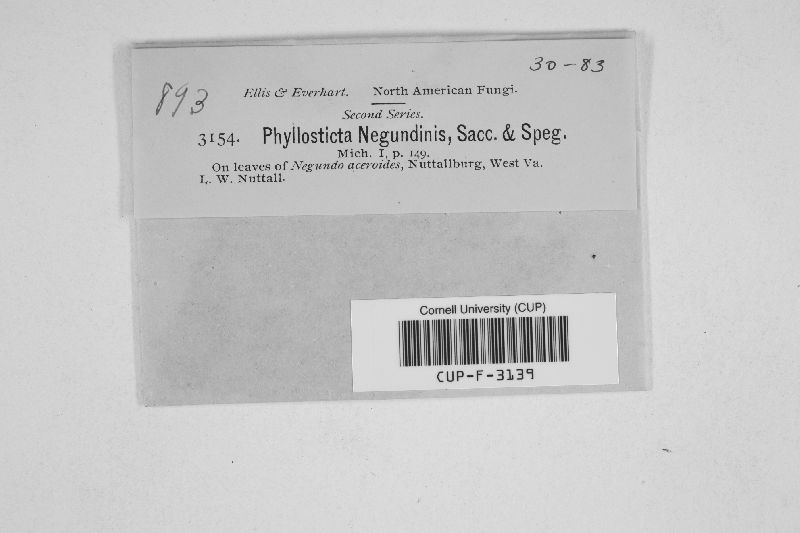 30-83
893
Ellis & Everhart. North American Fungi.
Second Series.
3154. Phyllosticta Negundinis, Sacc. & Speg.
Mich. I, p. 149.
On leaves of Negundo aceroides, Nuttallburg, West Va.
L. W. Nuttall.
Cornell University (CUP)
CUP-F-3139